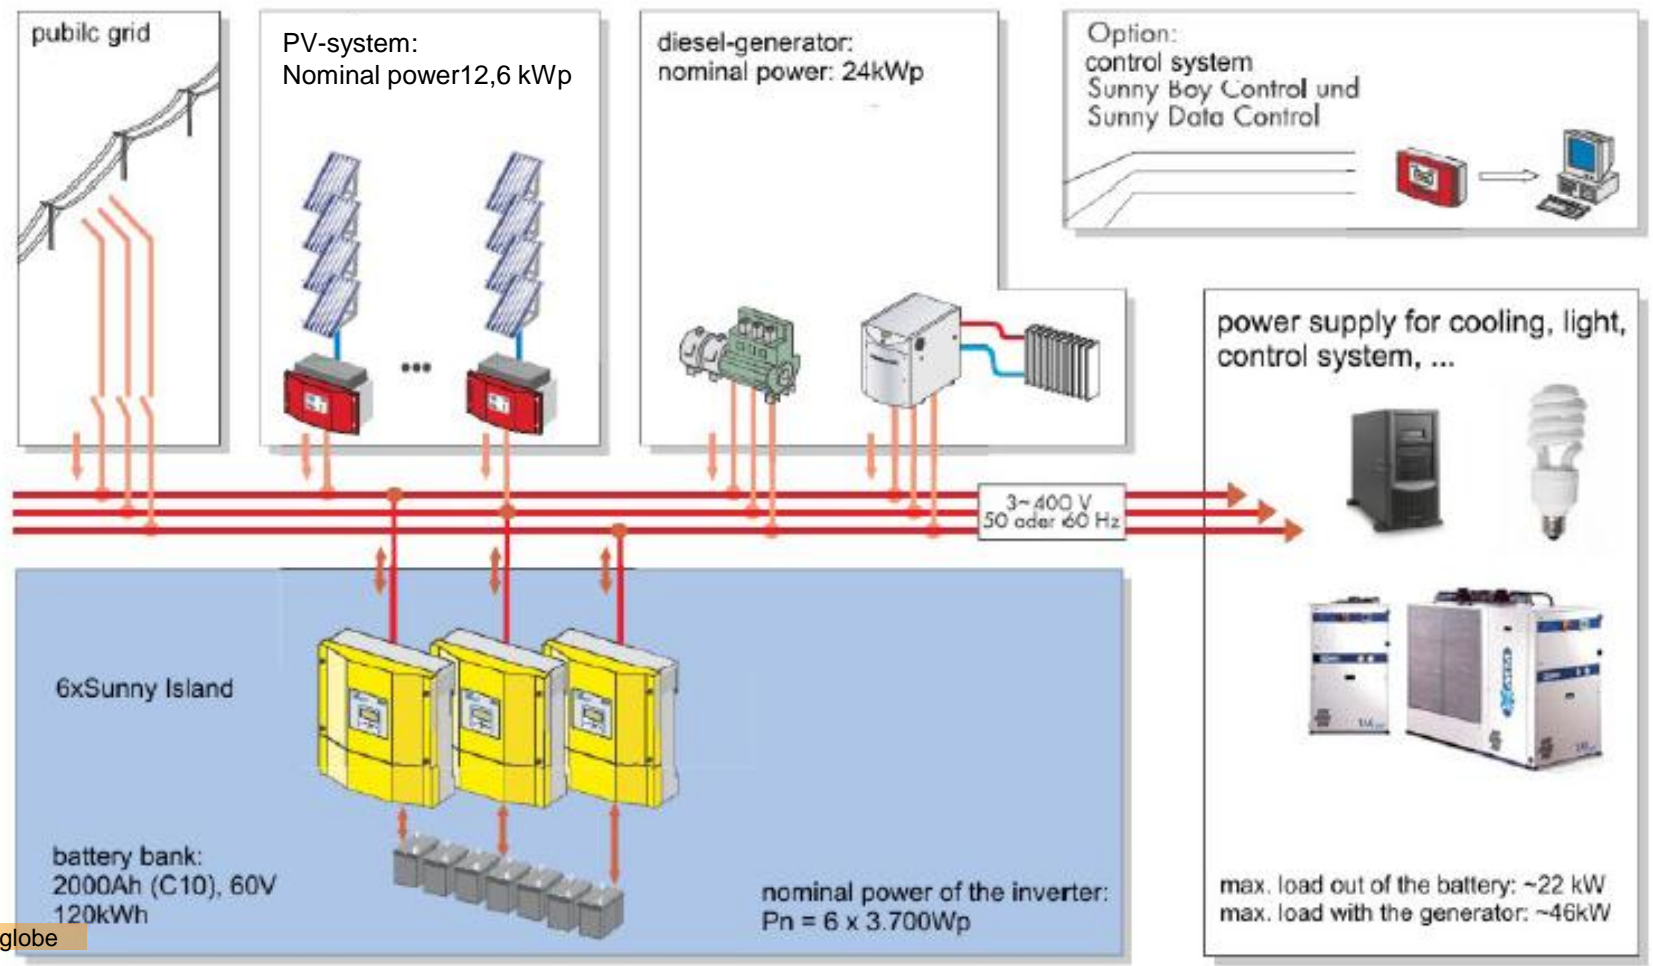 pubilc grid
PV-system:
Nominal power12,6 kWp
diesel-generator:
nominal power: 24kWp
Option:
control system
Sunny Boy Control und
Sunny Data Control
power supply for cooling, light,
control system, ...
3~ 400 V
50 oder 60 Hz
6xSunny Island
battery bank:
2000Ah (C10), 60V
120kWh
nominal power of the inverter:
Pn = 6 x 3.700Wp
max. load out of the battery: ~22 kW
max. load with the generator: ~46kW
globe